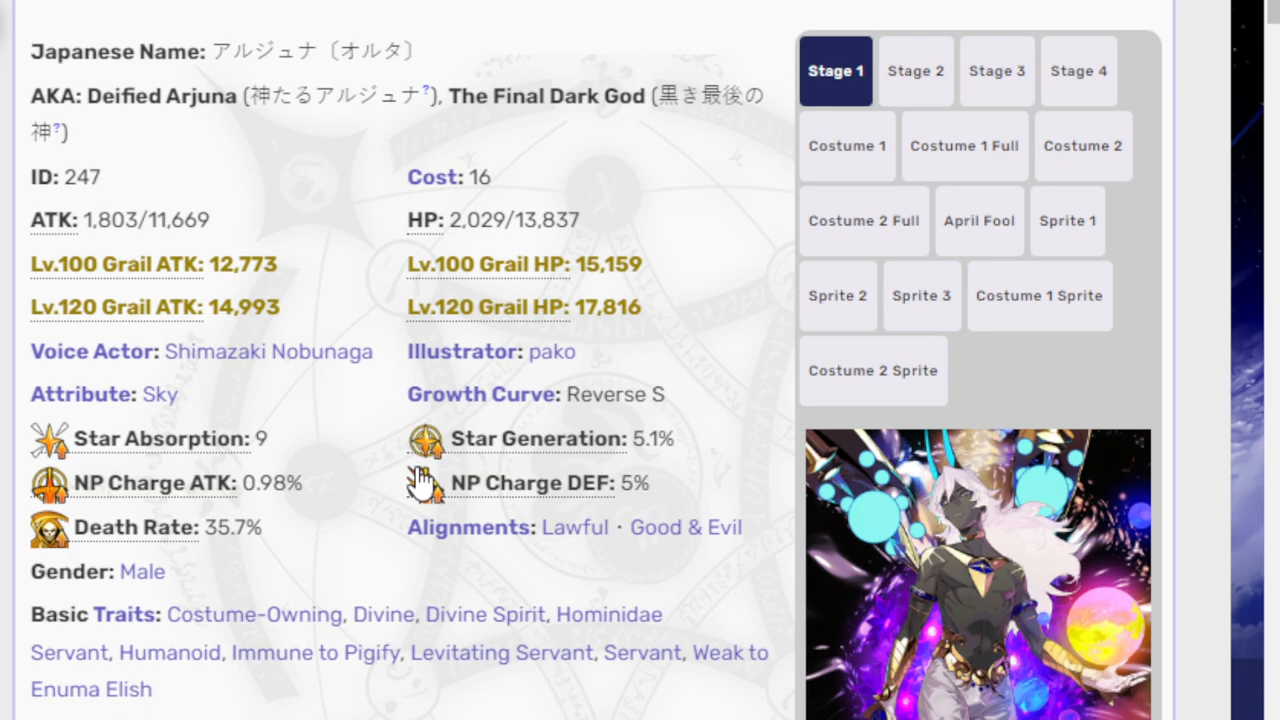 Japanese Name: アルジュナ〔オルタ〕
AKA: Deified Arjuna (神たるアルジュナ?), The Final Dark God (黒き最後の
神?)
ID: 247 Cost: 16
ATK: 1,803/11,669 HP: 2,029/13,837
Lv.100 Grail ATK: 12,773 Lv.100 Grail HP: 15,159
Lv.120 Grail ATK: 14,993 Lv.120 Grail HP: 17,816
Voice Actor: Shimazaki Nobunaga Illustrator: pako
Attribute: Sky Growth Curve: Reverse S
Star Absorption: 9 Star Generation: 5.1%
NP Charge ATK: 0.98% NP Charge DEF: 5%
Death Rate: 35.7% Alignments: Lawful · Good & Evil
Gender: Male
Basic Traits: Costume-Owning, Divine, Divine Spirit, Hominidae
Servant, Humanoid, Immune to Pigify, Levitating Servant, Servant, Weak to
Enuma Elish
Stage 1 Stage 2 Stage 3 Stage 4
Costume 1 Costume 1 Full Costume 2
Costume 2 Full April Fool Sprite 1
Sprite 2 Sprite 3 Costume 1 Sprite
Costume 2 Sprite